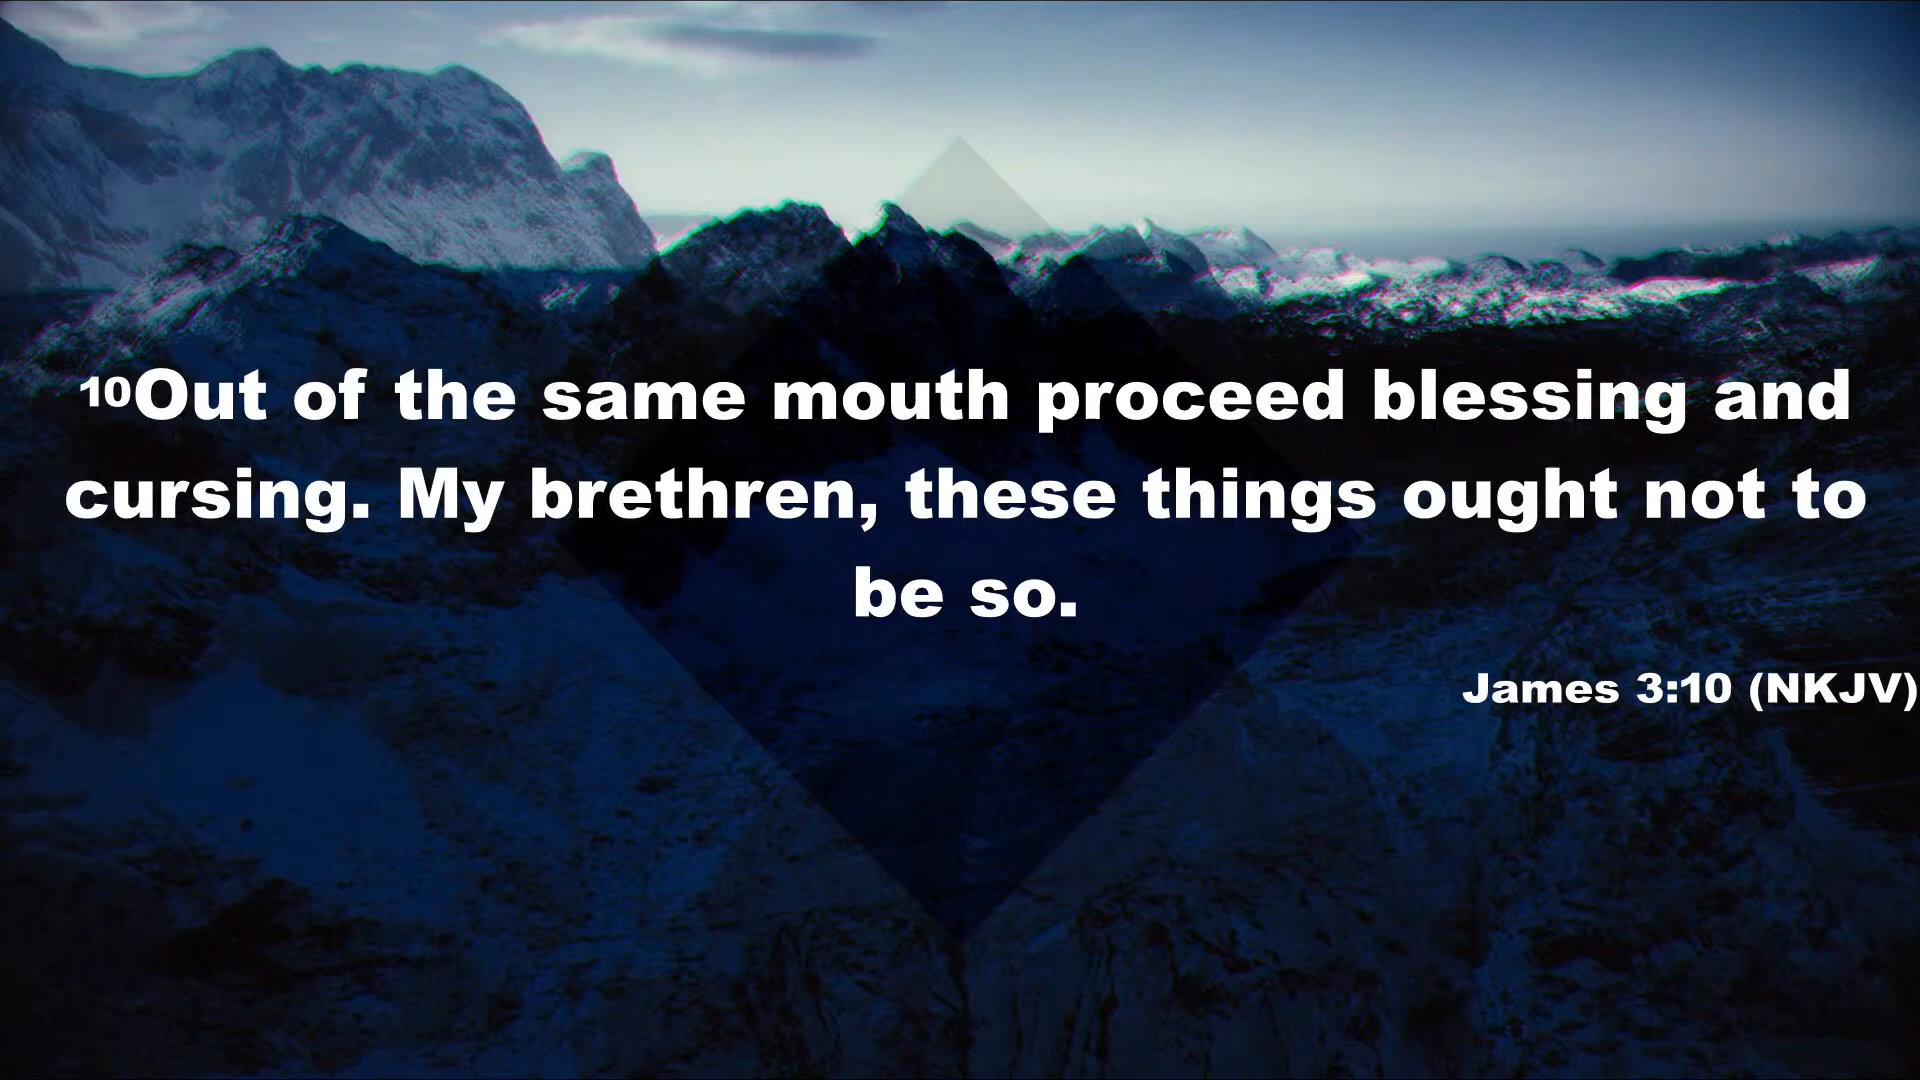 10Out of the same mouth proceed blessing and
cursing. My brethren, these things ought not to
be so.
James 3:10 (NKJV)